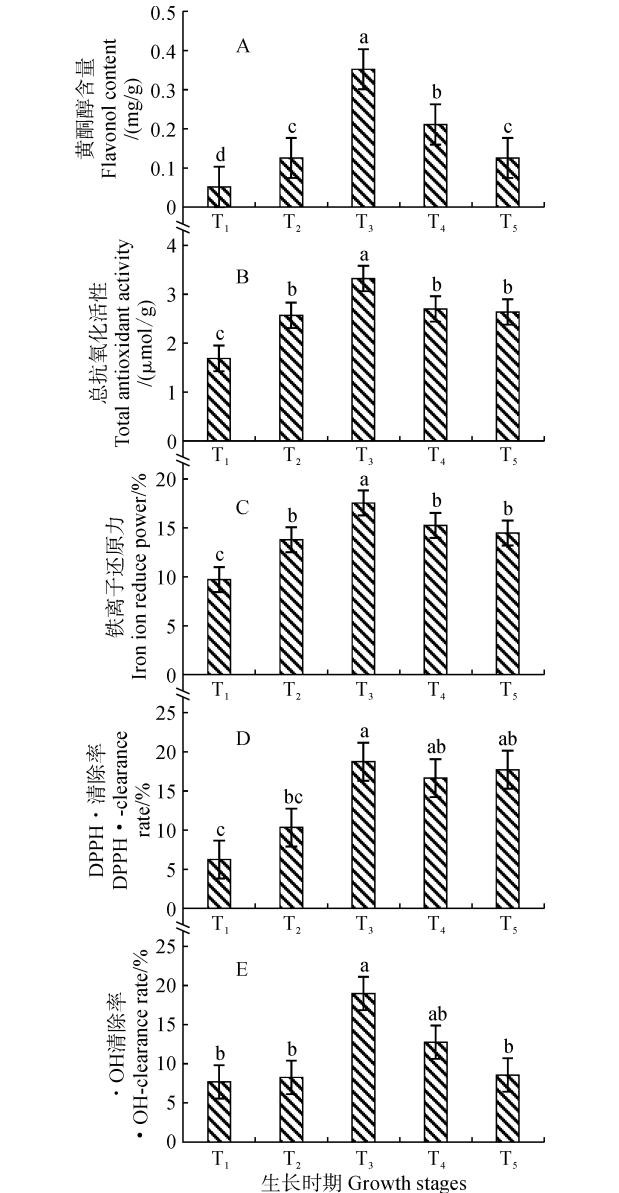 黄酮醇含量
Flavonol content
/(mg/g)
A
0.5
0.4
0.3
0.2
0.1
0
d
c
a
b
c
T₁ T₂ T₃ T₄ T₅
总抗氧化活性
Total antioxidant activity
/(μmol/g)
B
4
3
2
1
0
c
b
a
b
b
T₁ T₂ T₃ T₄ T₅
铁离子还原力
Iron ion reduce power/%
C
20
15
10
5
0
c
b
a
b
b
T₁ T₂ T₃ T₄ T₅
DPPH·清除率
DPPH•-clearance
rate/%
D
25
20
15
10
5
0
c
bc
a
ab
ab
T₁ T₂ T₃ T₄ T₅
·OH清除率
•OH-clearance rate/%
E
25
20
15
10
5
0
b
b
a
ab
b
T₁ T₂ T₃ T₄ T₅
生长时期 Growth stages